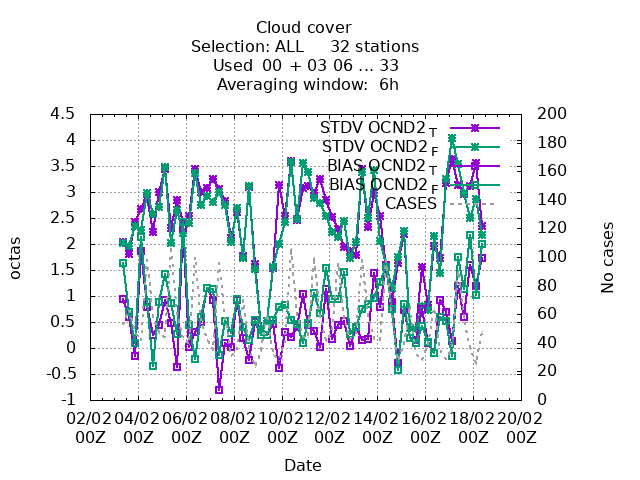 Cloud cover
Selection: ALL 32 stations
Used 00 + 03 06 ... 33
Averaging window: 6h
STDV OCND2 T
STDV OCND2 F
BIAS OCND2 T
BIAS OCND2 F
CASES
octas
4.5
4
3.5
3
2.5
2
1.5
1
0.5
0
-0.5
-1
No cases
200
180
160
140
120
100
80
60
40
20
0
02/02 04/02 06/02 08/02 10/02 12/02 14/02 16/02 18/02 20/02
00Z 00Z 00Z 00Z 00Z 00Z 00Z 00Z 00Z 00Z
Date